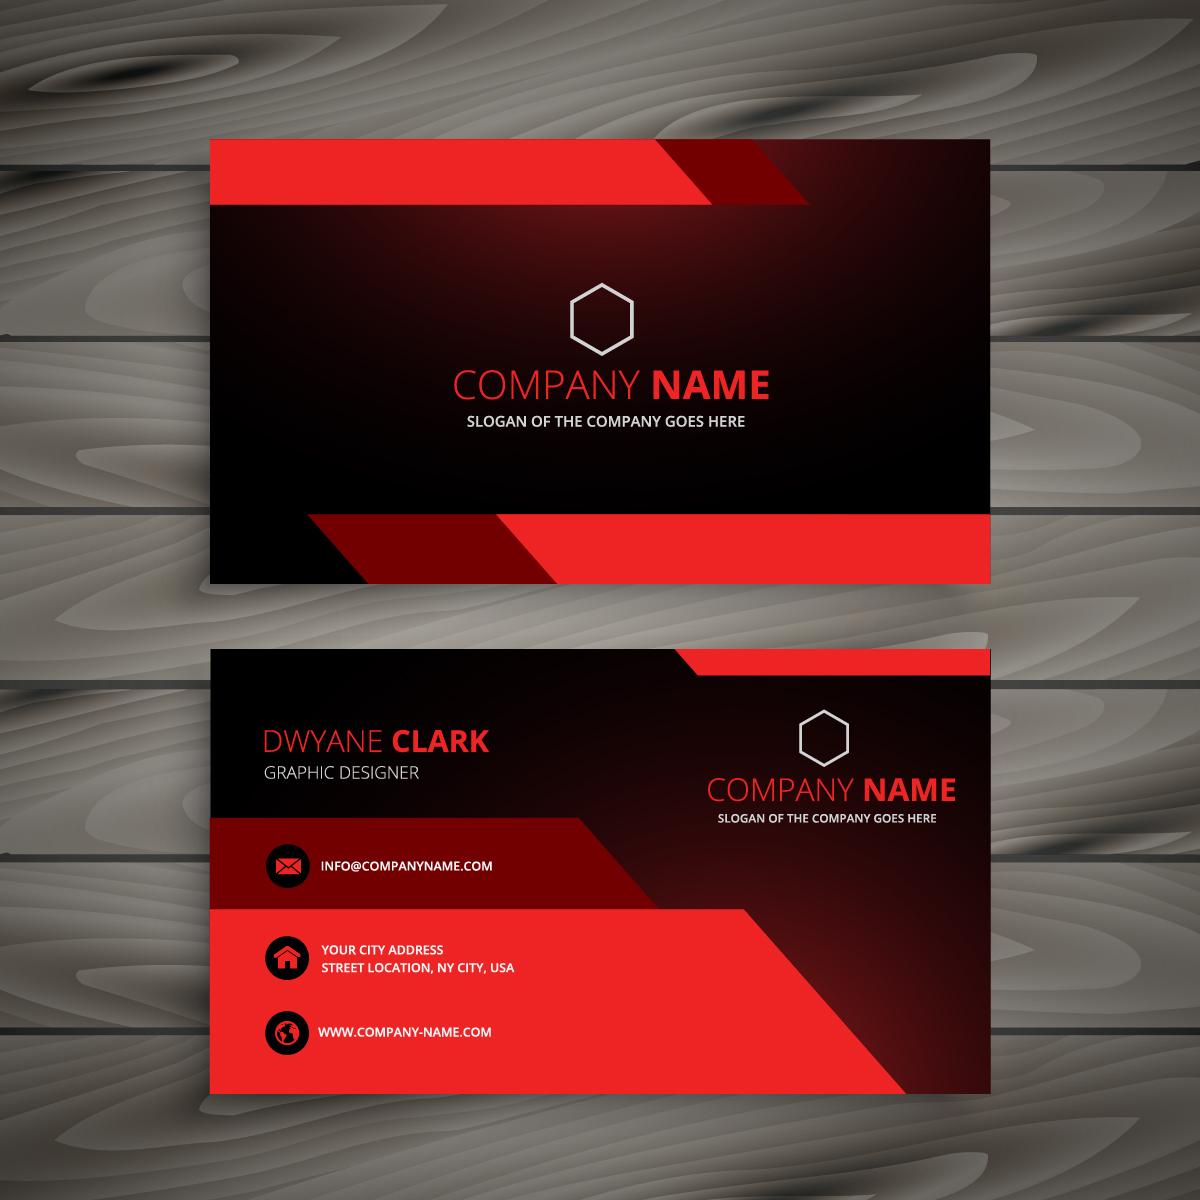 COMPANY NAME
SLOGAN OF THE COMPANY GOES HERE
DWYANE CLARK
GRAPHIC DESIGNER
COMPANY NAME
SLOGAN OF THE COMPANY GOES HERE
INFO@COMPANYNAME.COM
YOUR CITY ADDRESS
STREET LOCATION, NY CITY, USA
WWW.COMPANY-NAME.COM